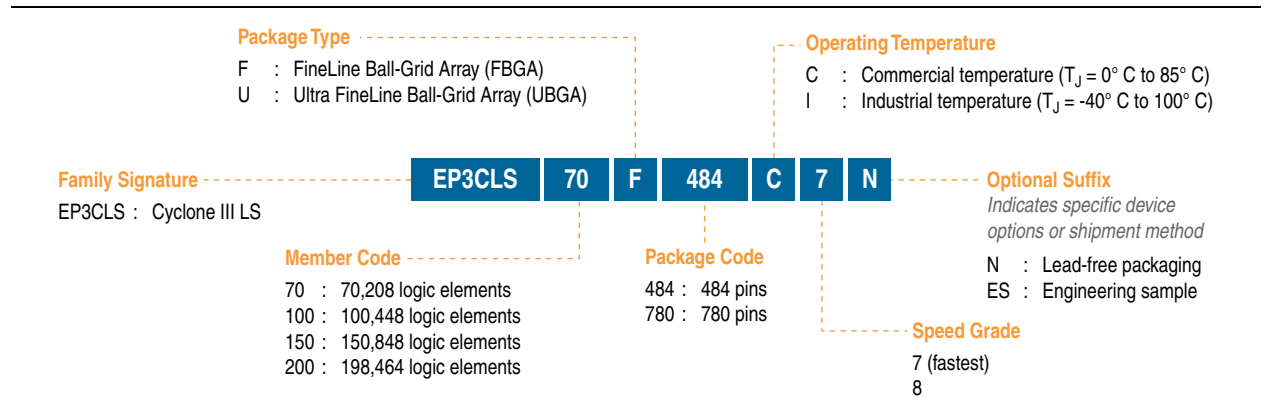 Package Type
F : FineLine Ball-Grid Array (FBGA)
U : Ultra FineLine Ball-Grid Array (UBGA)
Operating Temperature
C : Commercial temperature (TJ = 0° C to 85° C)
I : Industrial temperature (TJ = -40° C to 100° C)
EP3CLS 70 F 484 C 7 N
Family Signature
EP3CLS : Cyclone III LS
Member Code
70 : 70,208 logic elements
100 : 100,448 logic elements
150 : 150,848 logic elements
200 : 198,464 logic elements
Package Code
484 : 484 pins
780 : 780 pins
Speed Grade
7 (fastest)
8
Optional Suffix
Indicates specific device
options or shipment method
N : Lead-free packaging
ES : Engineering sample